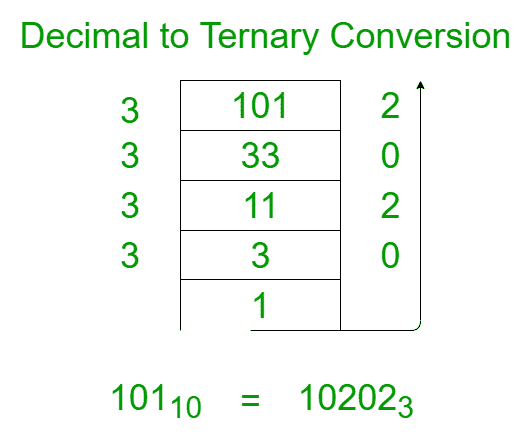 Decimal to Ternary Conversion
3 101 2
3 33 0
3 11 2
3 3 0
1
101₁₀ = 10202₃